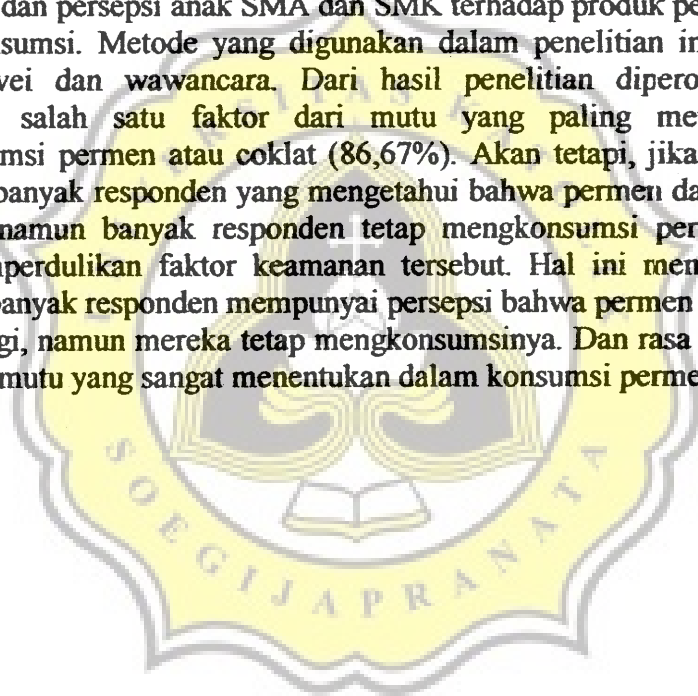 dan persepsi anak SMA dan SMK terhadap produk pe
sumsi. Metode yang digunakan dalam penelitian in
vei dan wawancara. Dari hasil penelitian dipero
salah satu faktor dari mutu yang paling me
msi permen atau coklat (86,67%). Akan tetapi, jika
banyak responden yang mengetahui bahwa permen da
namun banyak responden tetap mengkonsumsi per
perdulikan faktor keamanan tersebut. Hal ini mem
banyak responden mempunyai persepsi bahwa permen
gi, namun mereka tetap mengkonsumsinya. Dan rasa
mutu yang sangat menentukan dalam konsumsi perme
SOEGIJAPRANATA